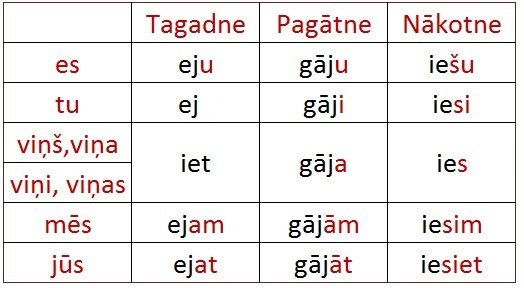 Tagadne Pagātne Nākotne
es eju gāju iešu
tu ej gāji iesi
viņš,viņa
iet gāja ies
viņi, viņas
mēs ejam gājām iesim
jūs ejat gājāt iesiet